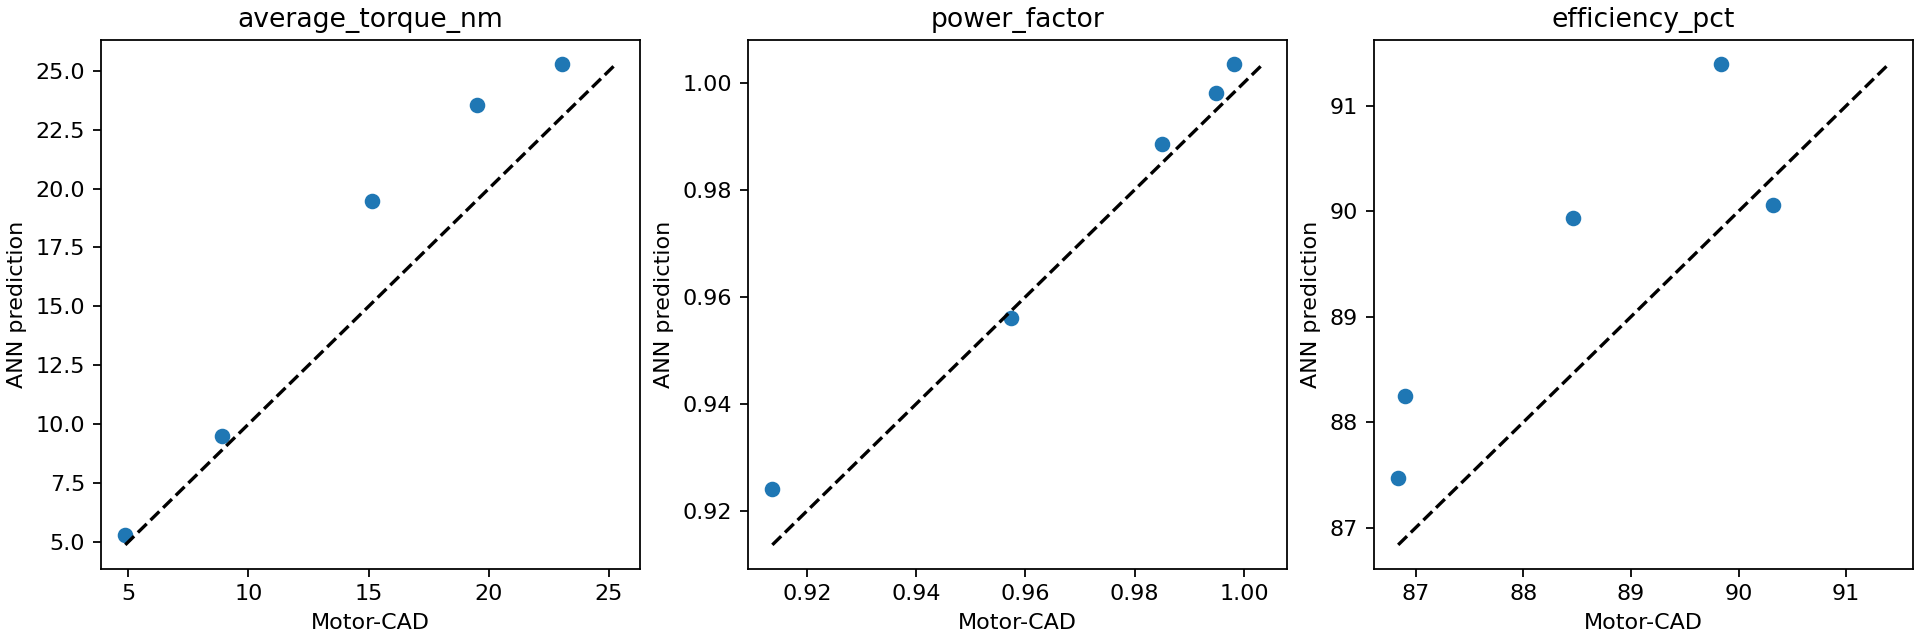 average_torque_nm
25.0
22.5
20.0
17.5
15.0
12.5
10.0
7.5
5.0
ANN prediction
5 10 15 20 25
Motor-CAD
power_factor
1.00
0.98
0.96
0.94
0.92
ANN prediction
0.92 0.94 0.96 0.98 1.00
Motor-CAD
efficiency_pct
91
90
89
88
87
ANN prediction
87 88 89 90 91
Motor-CAD